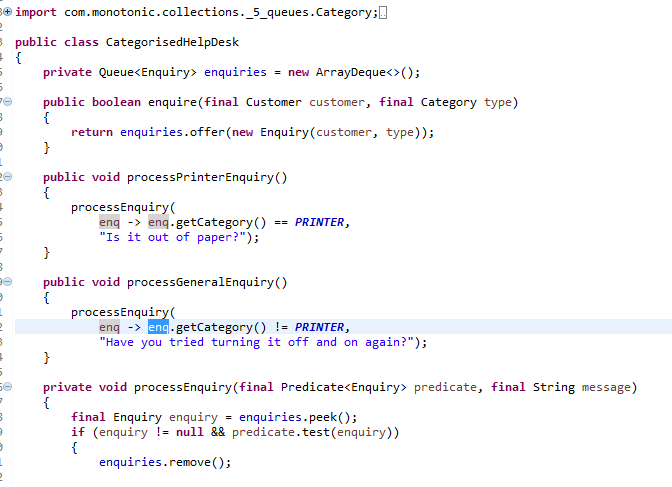 import com.monotonic.collections._5_queues.Category;
public class CategorisedHelpDesk
{
    private Queue<Enquiry> enquiries = new ArrayDeque<>();
    public boolean enquire(final Customer customer, final Category type)
    {
        return enquiries.offer(new Enquiry(customer, type));
    }
    public void processPrinterEnquiry()
    {
        processEnquiry(
            enq -> enq.getCategory() == PRINTER,
            "Is it out of paper?");
    }
    public void processGeneralEnquiry()
    {
        processEnquiry(
            enq -> enq.getCategory() != PRINTER,
            "Have you tried turning it off and on again?");
    }
    private void processEnquiry(final Predicate<Enquiry> predicate, final String message)
    {
        final Enquiry enquiry = enquiries.peek();
        if (enquiry != null && predicate.test(enquiry))
        {
            enquiries.remove();